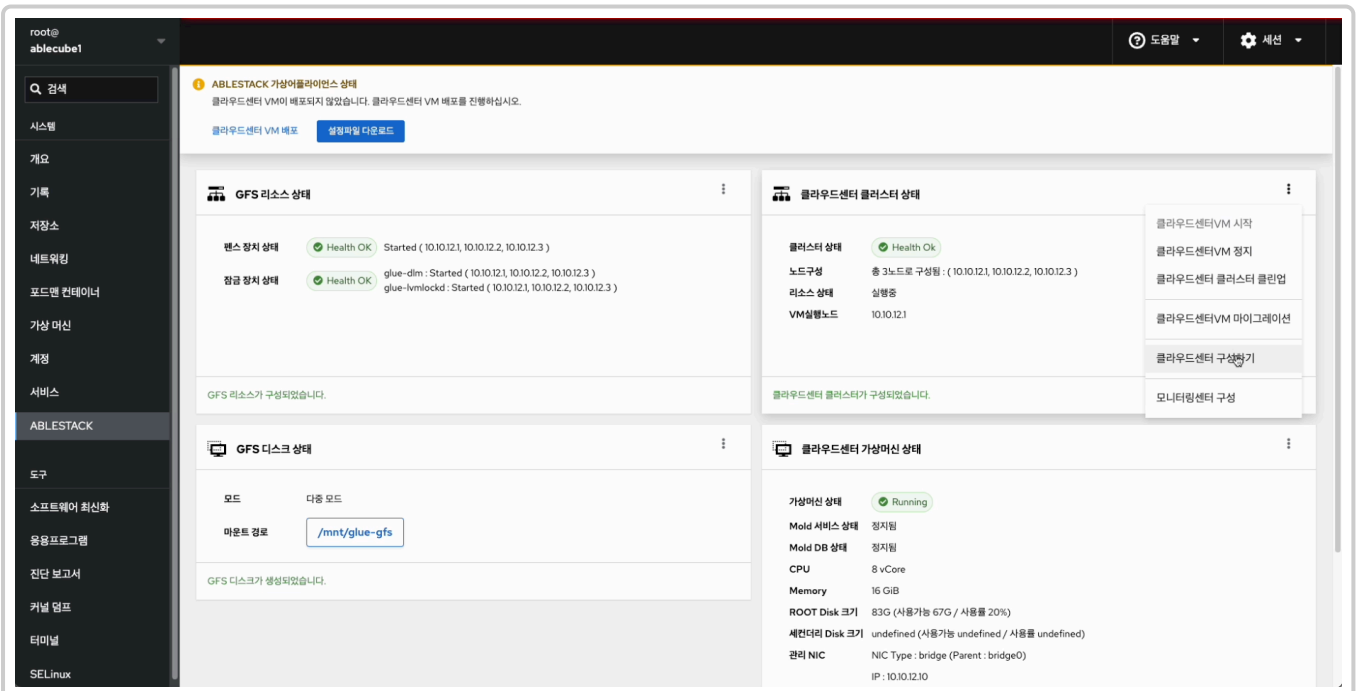 root@
ablecube1
도움말
세션
검색
시스템
개요
기록
저장소
네트워킹
포드맨 컨테이너
가상 머신
계정
서비스
ABLESTACK
도구
소프트웨어 최신화
응용프로그램
진단 보고서
커널 덤프
터미널
SELinux
ABLESTACK 가상어플라이언스 상태
클라우드센터 VM이 배포되지 않았습니다. 클라우드센터 VM 배포를 진행하십시오.
클라우드센터 VM 배포
설정파일 다운로드
GFS 리소스 상태
펜스 장치 상태 Health OK Started ( 10.10.12.1, 10.10.12.2, 10.10.12.3 )
잠금 장치 상태 Health OK glue-dlm : Started ( 10.10.12.1, 10.10.12.2, 10.10.12.3 )
glue-lvmlockd : Started ( 10.10.12.1, 10.10.12.2, 10.10.12.3 )
GFS 리소스가 구성되었습니다.
클라우드센터 클러스터 상태
클러스터 상태 Health Ok
노드구성 총 3노드로 구성됨 : ( 10.10.12.1, 10.10.12.2, 10.10.12.3 )
리소스 상태 실행중
VM실행노드 10.10.12.1
클라우드센터 클러스터가 구성되었습니다.
클라우드센터VM 시작
클라우드센터VM 정지
클라우드센터 클러스터 클린업
클라우드센터VM 마이그레이션
클라우드센터 구성하기
모니터링센터 구성
GFS 디스크 상태
모드 다중 모드
마운트 경로 /mnt/glue-gfs
GFS 디스크가 생성되었습니다.
클라우드센터 가상머신 상태
가상머신 상태 Running
Mold 서비스 상태 정지됨
Mold DB 상태 정지됨
CPU 8 vCore
Memory 16 GiB
ROOT Disk 크기 83G (사용가능 67G / 사용률 20%)
세컨더리 Disk 크기 undefined (사용가능 undefined / 사용률 undefined)
관리 NIC NIC Type : bridge (Parent : bridge0)
IP : 10.10.12.10